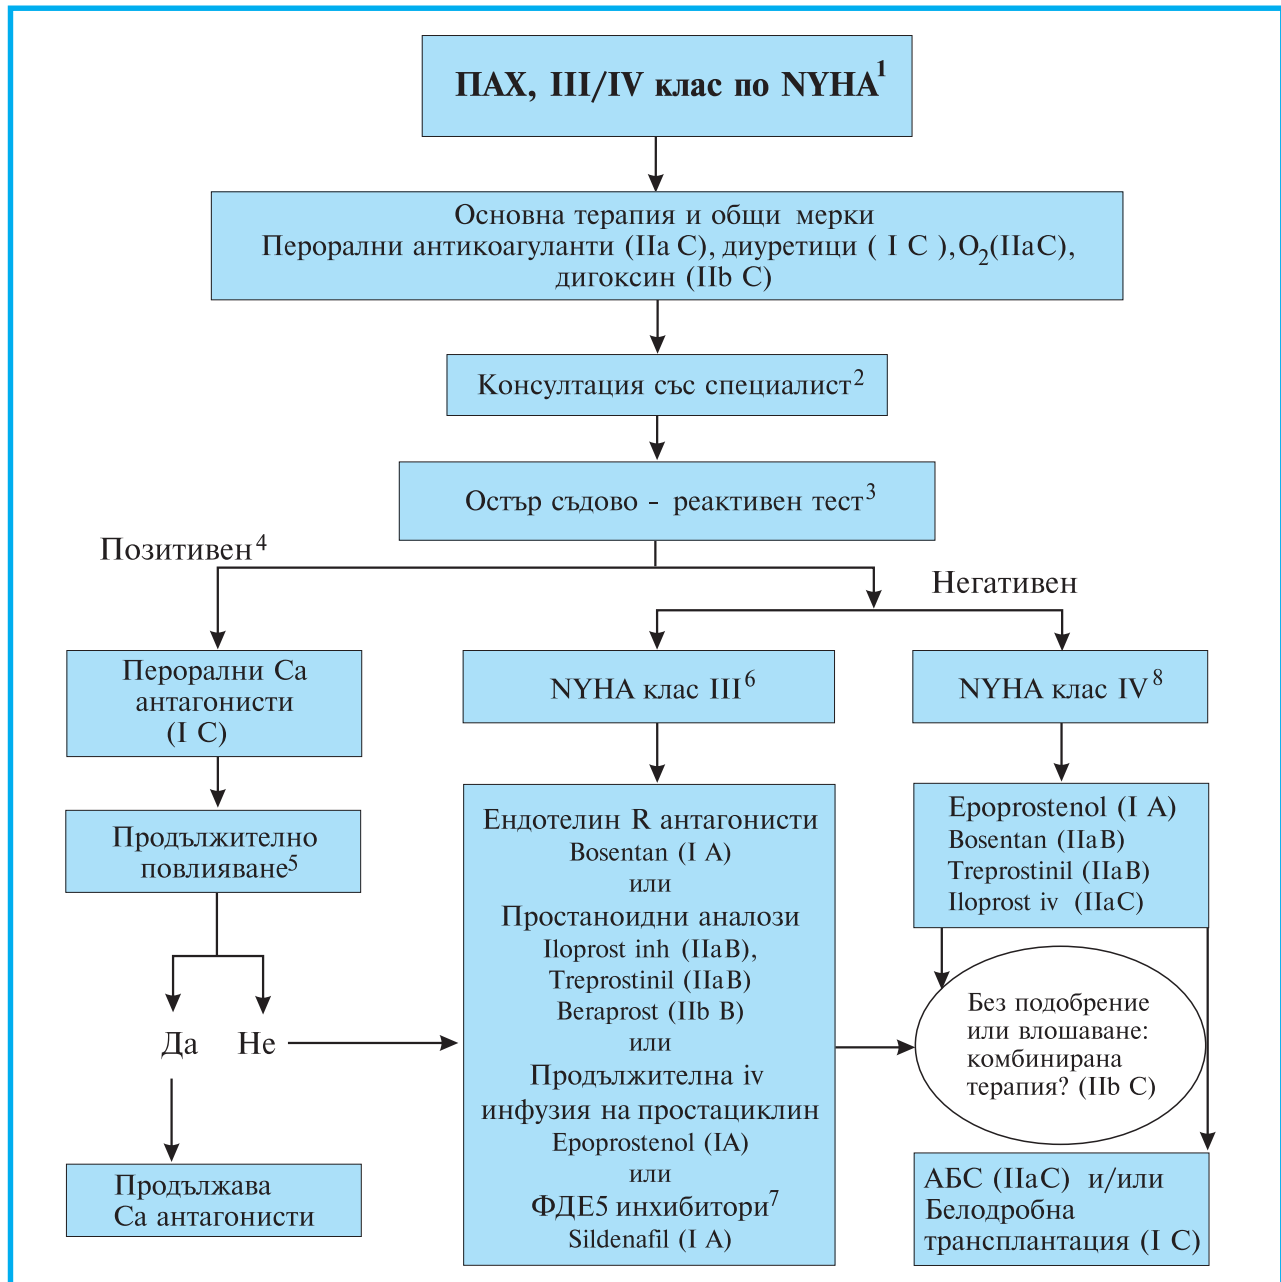 ПАХ, III/IV клас по NYHA1
Основна терапия и общи мерки
Перорални антикоагуланти (IIa C), диуретици ( I C ), O2(IIaC),
дигоксин (IIb C)
Консултация със специалист2
Остър съдово - реактивен тест3
Позитивен4
Негативен
Перорални Ca
антагонисти
(I C)
NYHA клас III6
NYHA клас IV8
Продължително
повлияване5
Да
Не
Продължава
Ca антагонисти
Ендотелин R антагонисти
Bosentan (I A)
или
Простаноидни аналози
Iloprost inh (IIaB),
Treprostinil (IIaB)
Beraprost (IIb B)
или
Продължителна iv
инфузия на простациклин
Epoprostenol (IA)
или
ФДЕ5 инхибитори7
Sildenafil (I A)
Epoprostenol (I A)
Bosentan (IIaB)
Treprostinil (IIaB)
Iloprost iv (IIaC)
Без подобрение
или влошаване:
комбинирана
терапия? (IIb C)
АБС (IIaC) и/или
Белодробна
трансплантация (I C)